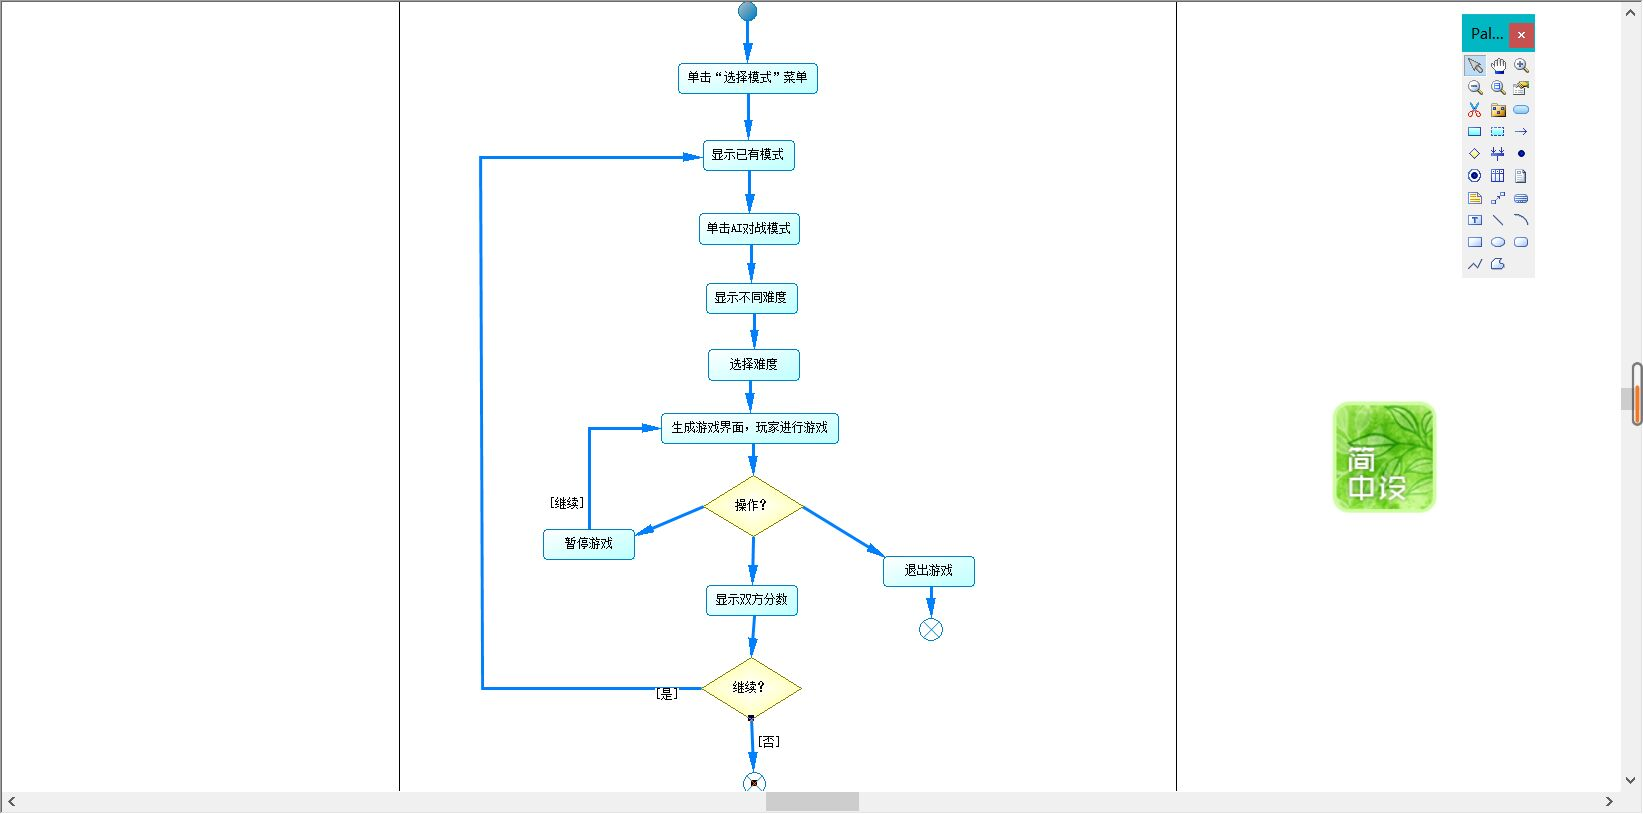 Pal...
单击“选择模式”菜单
显示已有模式
单击AI对战模式
显示不同难度
选择难度
生成游戏界面，玩家进行游戏
[继续]
操作?
暂停游戏
退出游戏
显示双方分数
继续?
[是]
[否]
简
中设